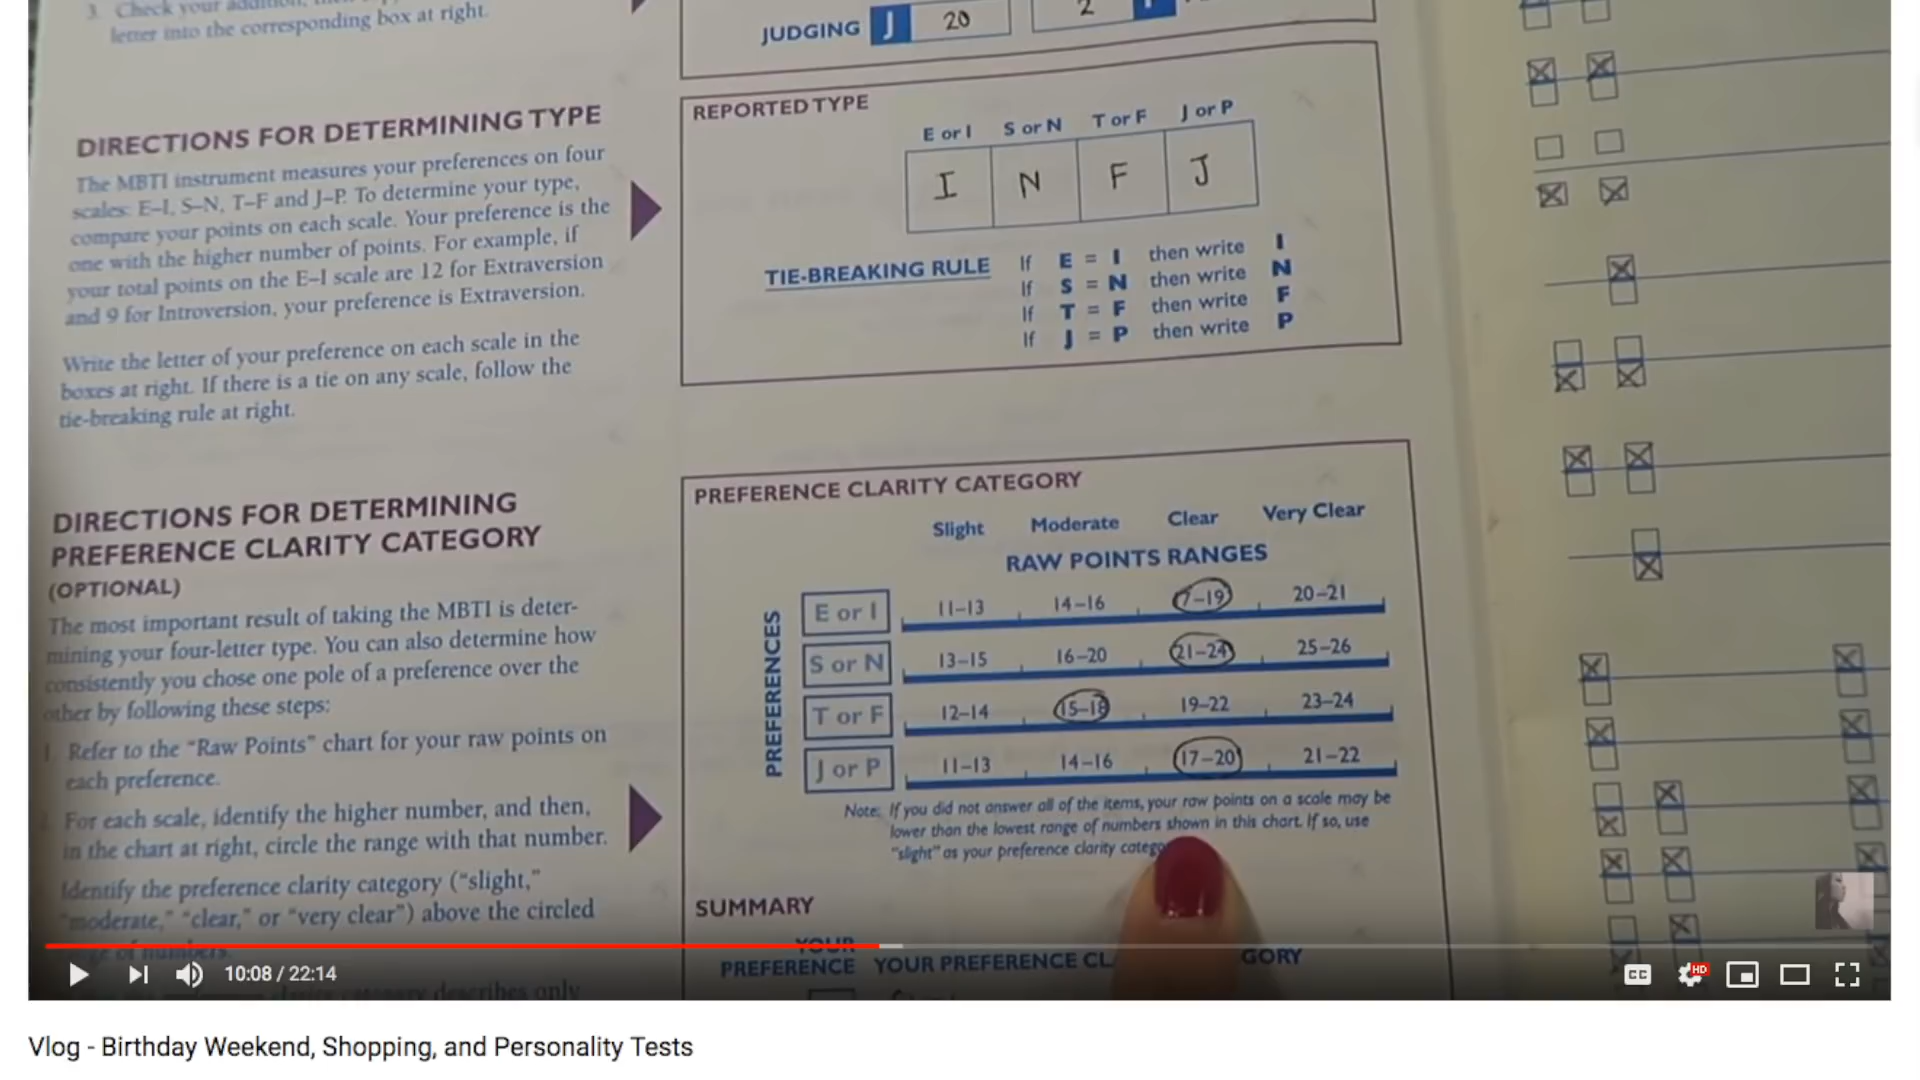 3. Check your addition, then
letter into the corresponding box at right.
JUDGING J 20 2
DIRECTIONS FOR DETERMINING TYPE
The MBTI instrument measures your preferences on four
scales: E–I, S–N, T–F and J–P. To determine your type,
compare your points on each scale. Your preference is the
one with the higher number of points. For example, if
your total points on the E–I scale are 12 for Extraversion
and 9 for Introversion, your preference is Extraversion.
Write the letter of your preference on each scale in the
boxes at right. If there is a tie on any scale, follow the
tie-breaking rule at right.
REPORTED TYPE
E or I S or N T or F J or P
I N F J
TIE-BREAKING RULE
If E = I then write I
If S = N then write N
If T = F then write F
If J = P then write P
DIRECTIONS FOR DETERMINING
PREFERENCE CLARITY CATEGORY
(OPTIONAL)
The most important result of taking the MBTI is deter-
mining your four-letter type. You can also determine how
consistently you chose one pole of a preference over the
other by following these steps:
1. Refer to the "Raw Points" chart for your raw points on
each preference.
For each scale, identify the higher number, and then,
in the chart at right, circle the range with that number.
Identify the preference clarity category ("slight,"
"moderate," "clear," or "very clear") above the circled
range of numbers.
describes only
PREFERENCE CLARITY CATEGORY
Slight Moderate Clear Very Clear
RAW POINTS RANGES
PREFERENCES
E or I 11–13 14–16 17–19 20–21
S or N 13–15 16–20 21–24 25–26
T or F 12–14 15–18 19–22 23–24
J or P 11–13 14–16 17–20 21–22
Note: If you did not answer all of the items, your raw points on a scale may be
lower than the lowest range of numbers shown in this chart. If so, use
"slight" as your preference clarity catego
SUMMARY
YOUR
PREFERENCE YOUR PREFERENCE CL GORY
10:08 / 22:14
CC HD
Vlog - Birthday Weekend, Shopping, and Personality Tests